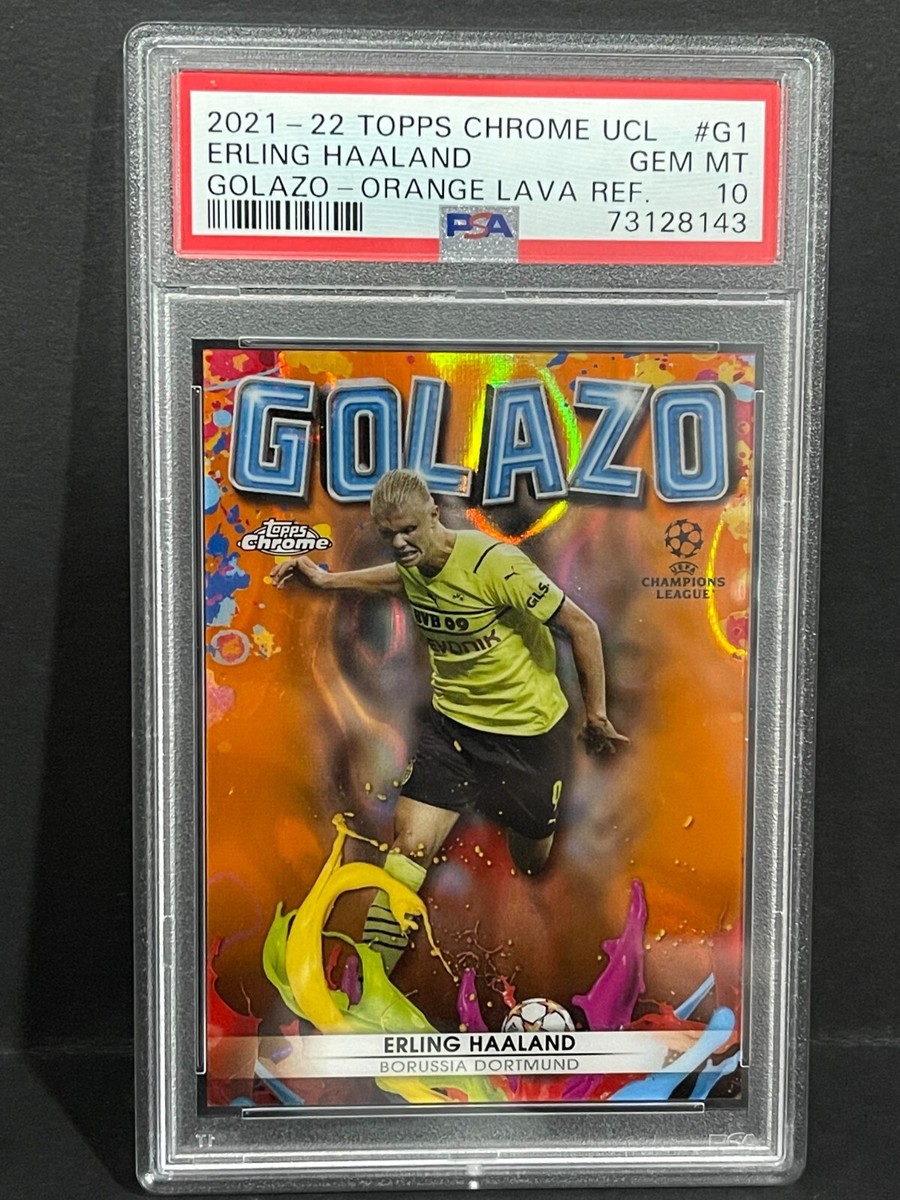 2021-22 TOPPS CHROME UCL #G1
ERLING HAALAND GEM MT
GOLAZO-ORANGE LAVA REF. 10
PSA 73128143
GOLAZO
topps
Chrome
UEFA
CHAMPIONS
LEAGUE
GLS
BVB 09
EVONIK
9
ERLING HAALAND
BORUSSIA DORTMUND